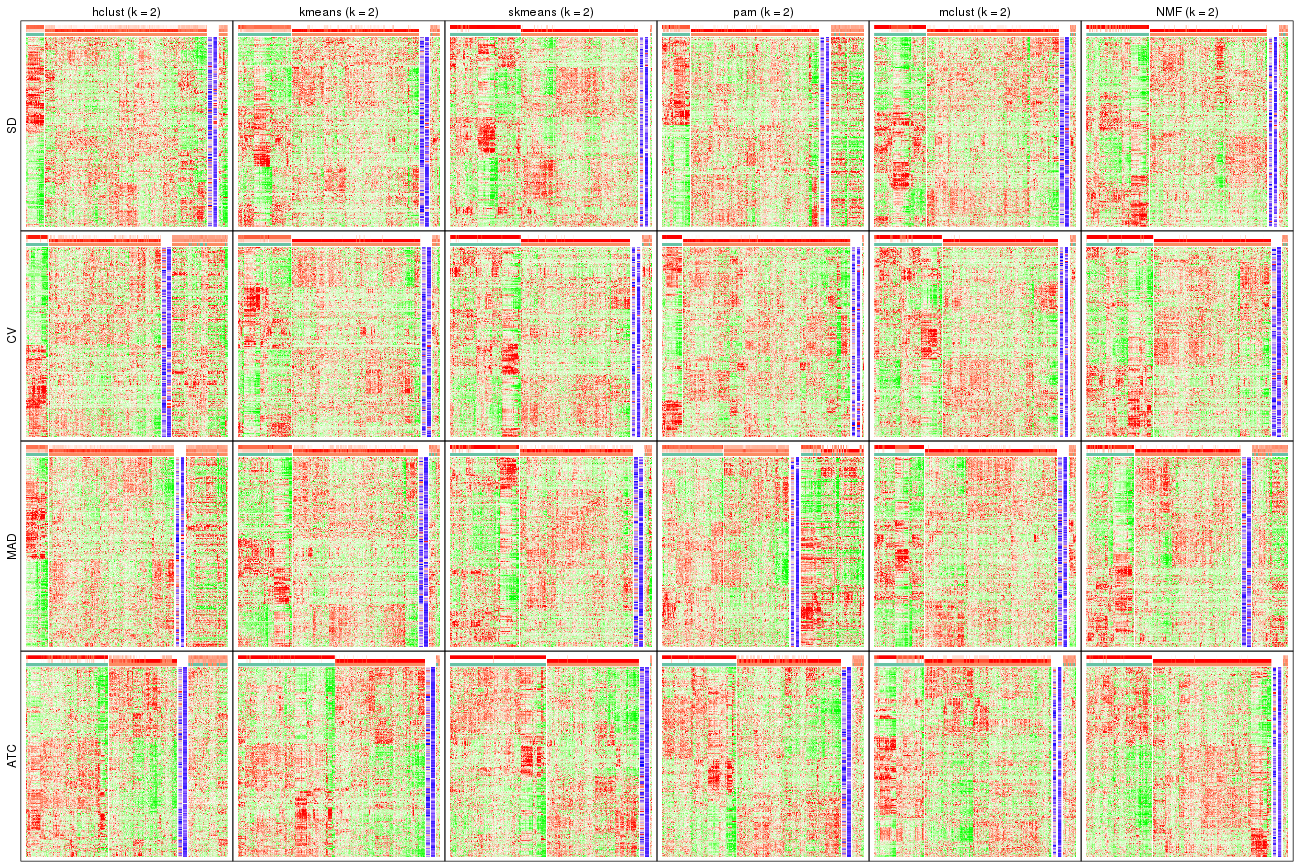 hclust (k = 2) kmeans (k = 2) skmeans (k = 2) pam (k = 2) mclust (k = 2) NMF (k = 2)
SD
CV
MAD
ATC